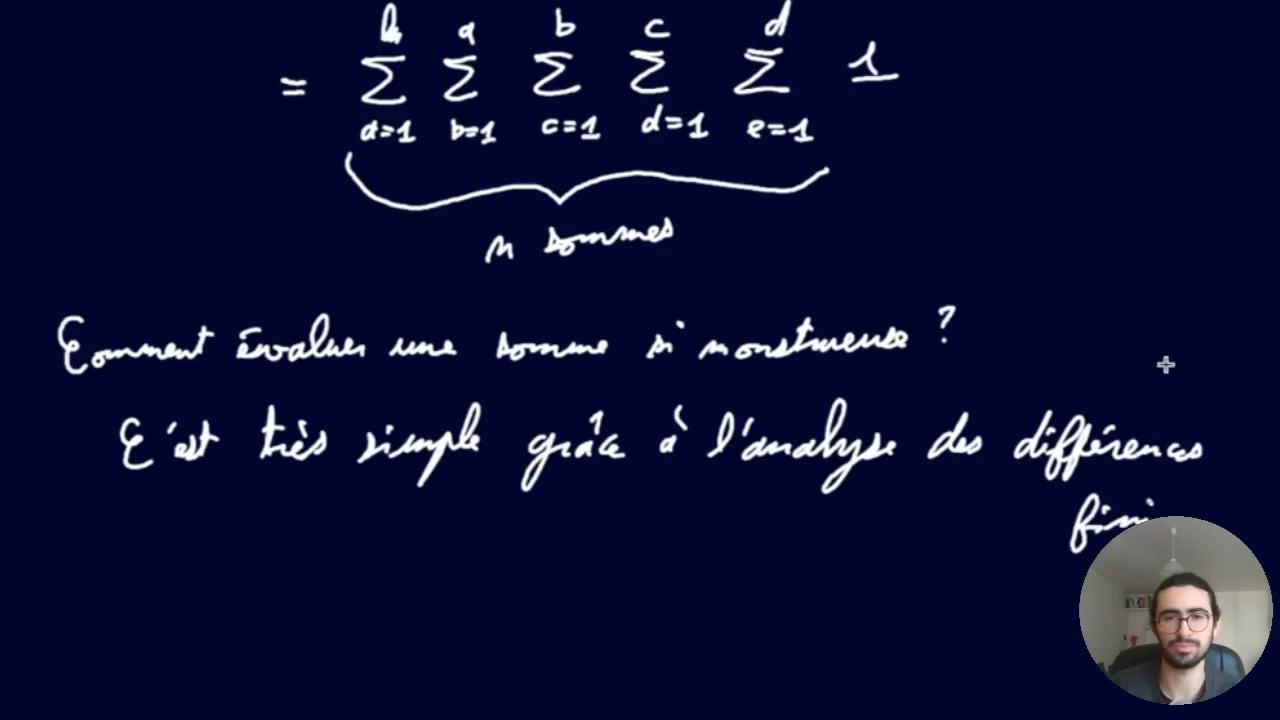 k a b c d
= Σ Σ Σ Σ Σ 1
a=1 b=1 c=1 d=1 e=1
n sommes
Comment évaluer une somme si monstrueuse ?
C'est très simple grâce à l'analyse des différences